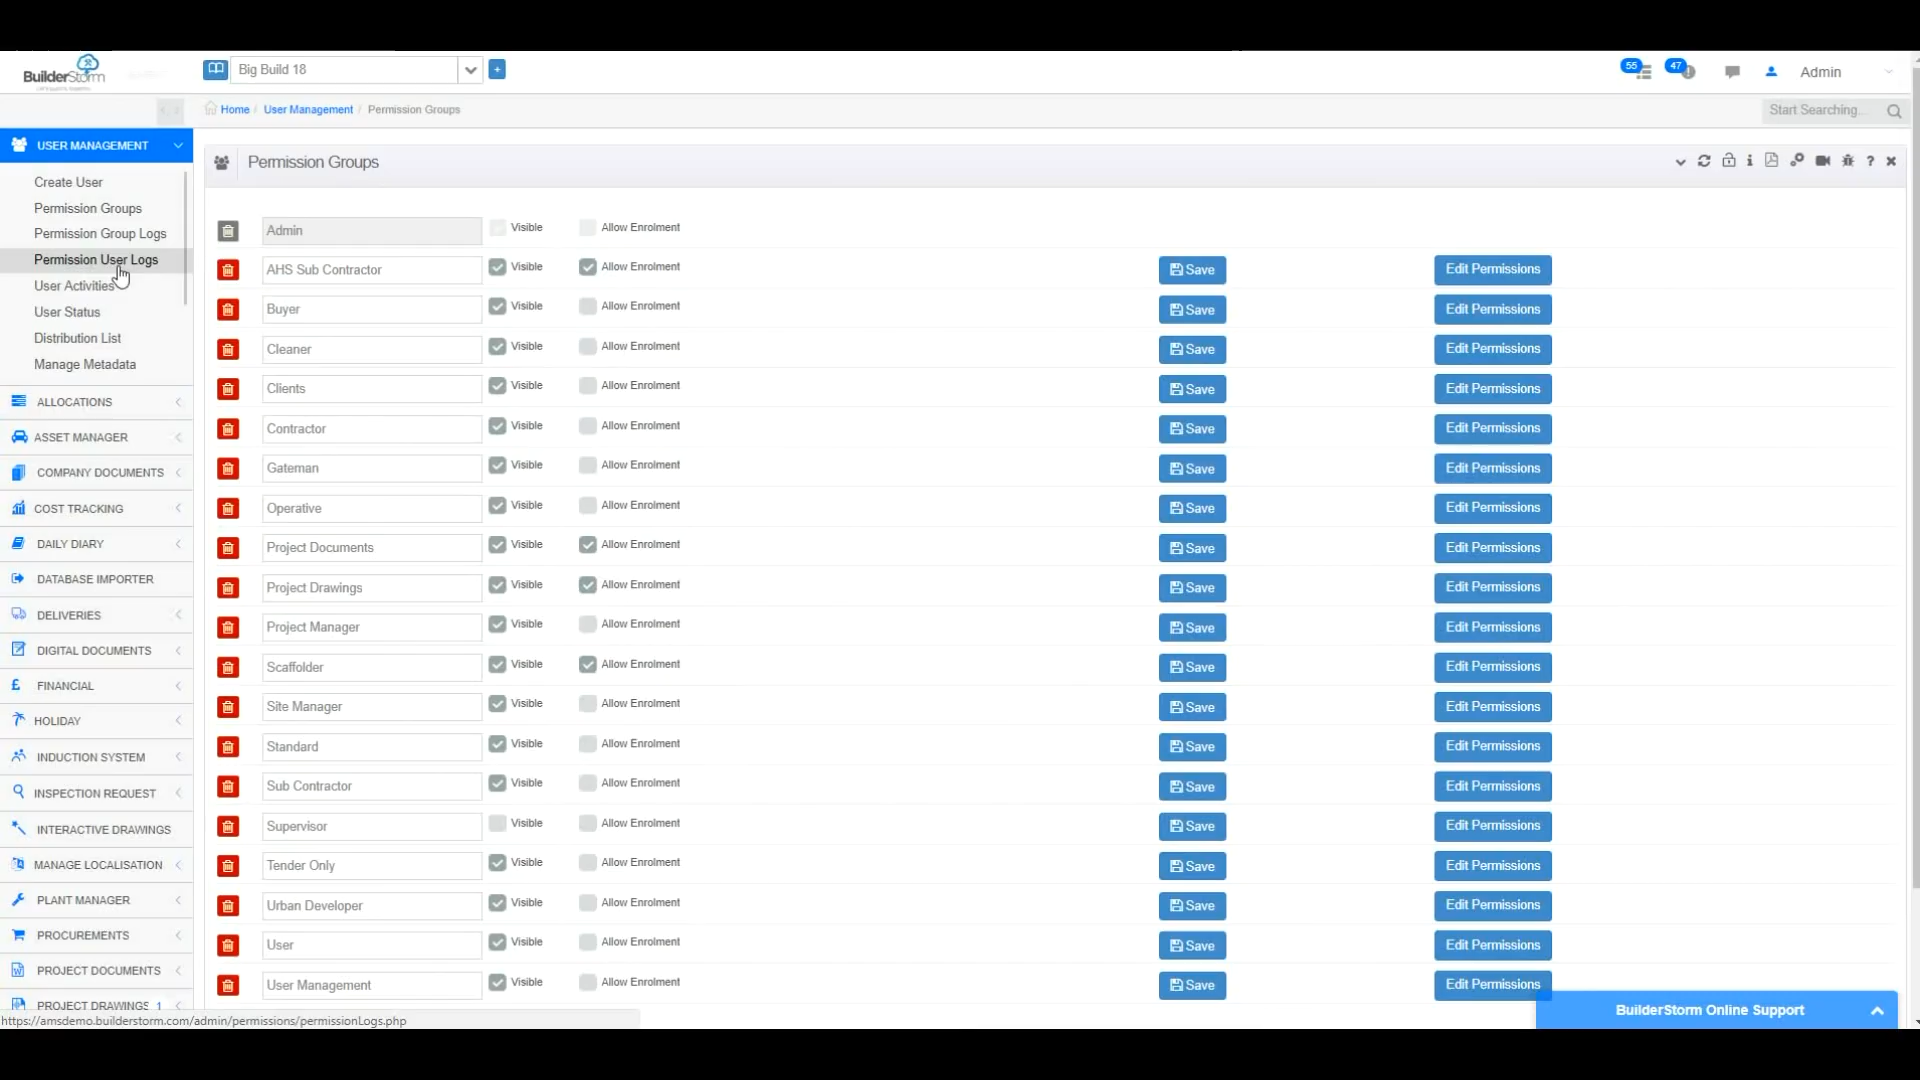 BuilderStorm
Big Build 18
+
55
47
Admin
Home / User Management / Permission Groups
Start Searching...
USER MANAGEMENT
Create User
Permission Groups
Permission Group Logs
Permission User Logs
User Activities
User Status
Distribution List
Manage Metadata
ALLOCATIONS
ASSET MANAGER
COMPANY DOCUMENTS
COST TRACKING
DAILY DIARY
DATABASE IMPORTER
DELIVERIES
DIGITAL DOCUMENTS
FINANCIAL
HOLIDAY
INDUCTION SYSTEM
INSPECTION REQUEST
INTERACTIVE DRAWINGS
MANAGE LOCALISATION
PLANT MANAGER
PROCUREMENTS
PROJECT DOCUMENTS
PROJECT DRAWINGS 1
Permission Groups
Admin Visible Allow Enrolment
AHS Sub Contractor Visible Allow Enrolment Save Edit Permissions
Buyer Visible Allow Enrolment Save Edit Permissions
Cleaner Visible Allow Enrolment Save Edit Permissions
Clients Visible Allow Enrolment Save Edit Permissions
Contractor Visible Allow Enrolment Save Edit Permissions
Gateman Visible Allow Enrolment Save Edit Permissions
Operative Visible Allow Enrolment Save Edit Permissions
Project Documents Visible Allow Enrolment Save Edit Permissions
Project Drawings Visible Allow Enrolment Save Edit Permissions
Project Manager Visible Allow Enrolment Save Edit Permissions
Scaffolder Visible Allow Enrolment Save Edit Permissions
Site Manager Visible Allow Enrolment Save Edit Permissions
Standard Visible Allow Enrolment Save Edit Permissions
Sub Contractor Visible Allow Enrolment Save Edit Permissions
Supervisor Visible Allow Enrolment Save Edit Permissions
Tender Only Visible Allow Enrolment Save Edit Permissions
Urban Developer Visible Allow Enrolment Save Edit Permissions
User Visible Allow Enrolment Save Edit Permissions
User Management Visible Allow Enrolment Save Edit Permissions
BuilderStorm Online Support
https://amsdemo.builderstorm.com/admin/permissions/permissionLogs.php